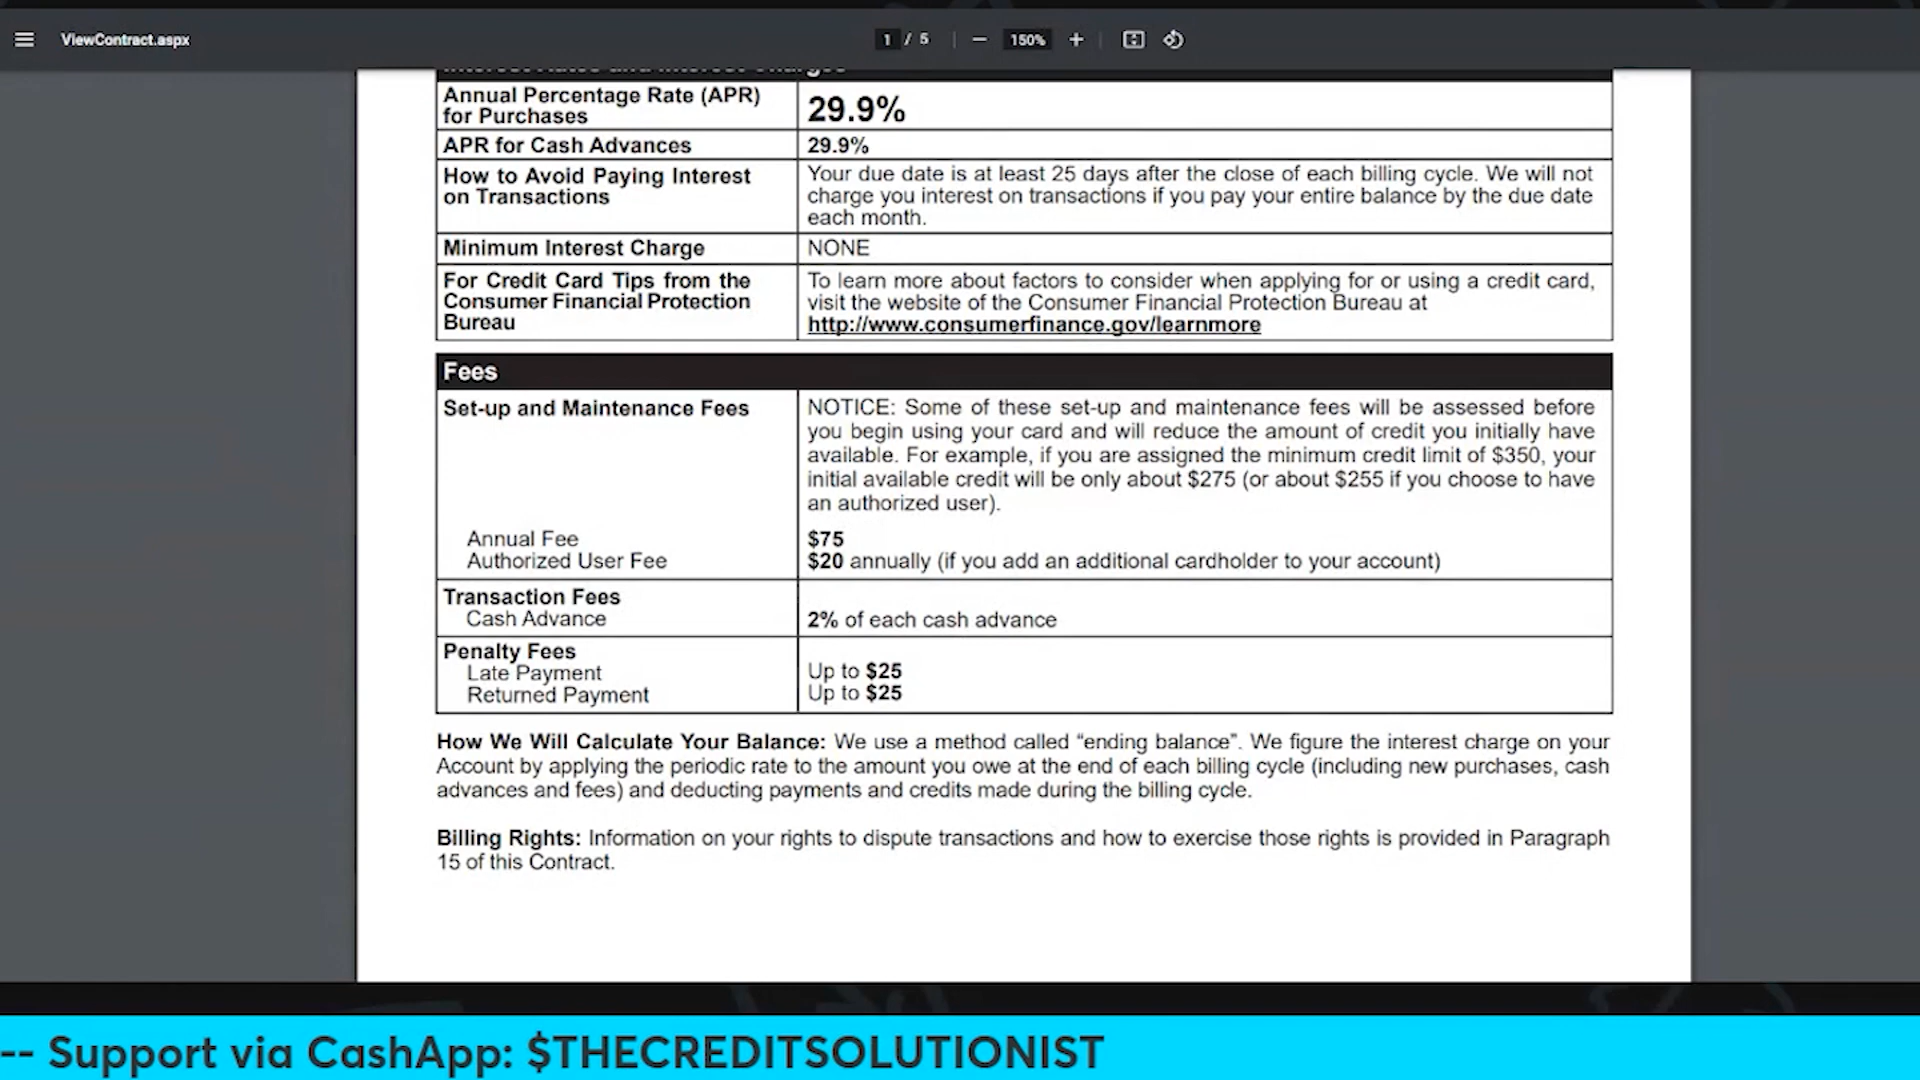 ViewContract.aspx
1 / 5
150%
Interest Rates and Interest Charges
Annual Percentage Rate (APR)
for Purchases
29.9%
APR for Cash Advances
29.9%
How to Avoid Paying Interest
on Transactions
Your due date is at least 25 days after the close of each billing cycle. We will not
charge you interest on transactions if you pay your entire balance by the due date
each month.
Minimum Interest Charge
NONE
For Credit Card Tips from the
Consumer Financial Protection
Bureau
To learn more about factors to consider when applying for or using a credit card,
visit the website of the Consumer Financial Protection Bureau at
http://www.consumerfinance.gov/learnmore
Fees
Set-up and Maintenance Fees
NOTICE: Some of these set-up and maintenance fees will be assessed before
you begin using your card and will reduce the amount of credit you initially have
available. For example, if you are assigned the minimum credit limit of $350, your
initial available credit will be only about $275 (or about $255 if you choose to have
an authorized user).
Annual Fee
$75
Authorized User Fee
$20 annually (if you add an additional cardholder to your account)
Transaction Fees
Cash Advance
2% of each cash advance
Penalty Fees
Late Payment
Up to $25
Returned Payment
Up to $25
How We Will Calculate Your Balance: We use a method called “ending balance”. We figure the interest charge on your
Account by applying the periodic rate to the amount you owe at the end of each billing cycle (including new purchases, cash
advances and fees) and deducting payments and credits made during the billing cycle.
Billing Rights: Information on your rights to dispute transactions and how to exercise those rights is provided in Paragraph
15 of this Contract.
-- Support via CashApp: $THECREDITSOLUTIONIST